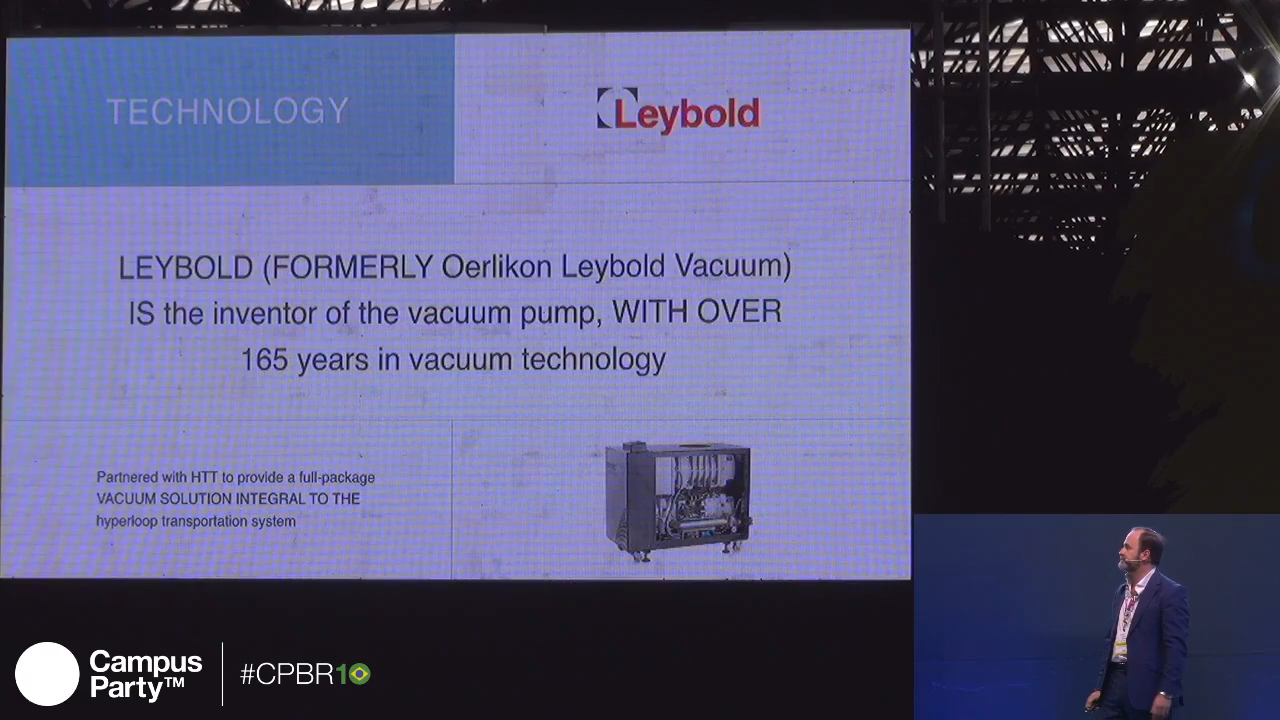 TECHNOLOGY
Leybold
LEYBOLD (FORMERLY Oerlikon Leybold Vacuum)
IS the inventor of the vacuum pump, WITH OVER
165 years in vacuum technology
Partnered with HTT to provide a full-package
VACUUM SOLUTION INTEGRAL TO THE
hyperloop transportation system
Campus
Party™
#CPBR10